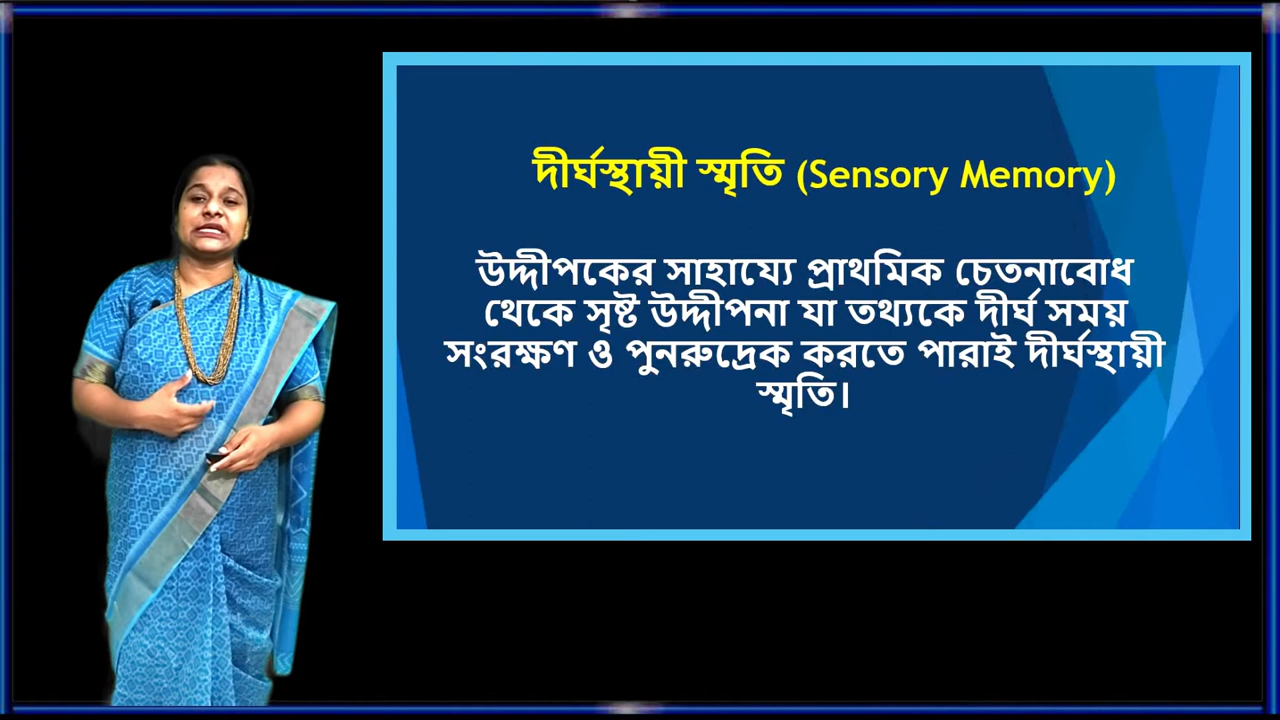 দীর্ঘস্থায়ী স্মৃতি (Sensory Memory)
উদ্দীপকের সাহায্যে প্রাথমিক চেতনাবোধ
থেকে সৃষ্ট উদ্দীপনা যা তথ্যকে দীর্ঘ সময়
সংরক্ষণ ও পুনরুদ্রেক করতে পারাই দীর্ঘস্থায়ী
স্মৃতি।